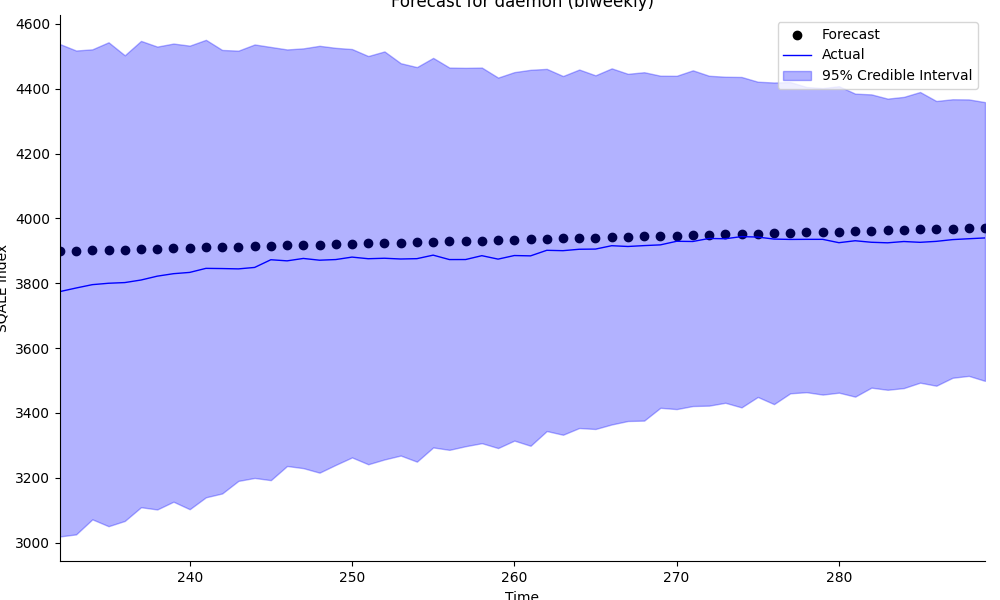 Forecast for daemon (biweekly)
4600
4400
4200
4000
3800
3600
3400
3200
3000
SQALE Index
240
250
260
270
280
Time
Forecast
Actual
95% Credible Interval